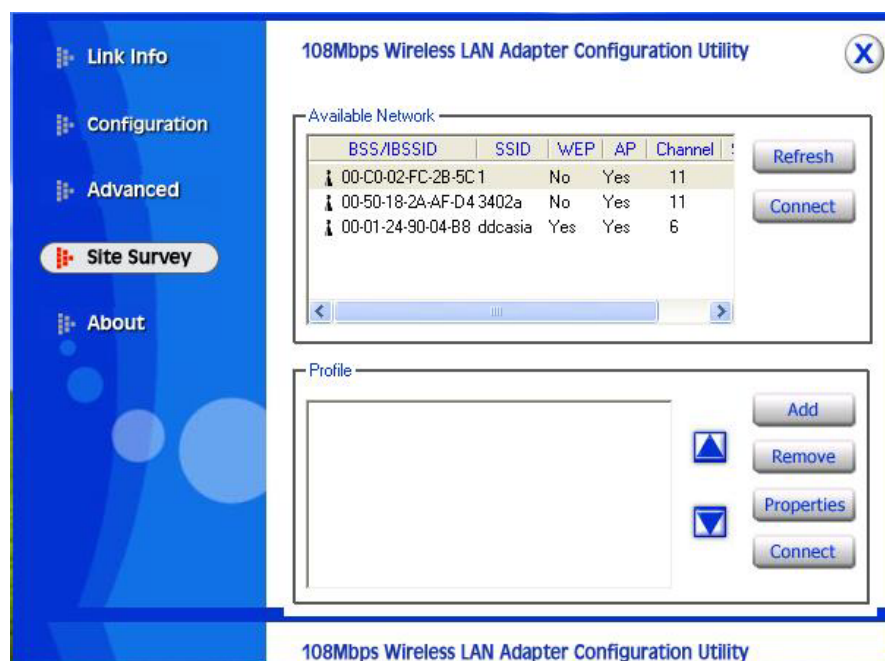 Link Info
Configuration
Advanced
Site Survey
About
108Mbps Wireless LAN Adapter Configuration Utility
X
Available Network
BSS/IBSSID SSID WEP AP Channel
00-C0-02-FC-2B-5C 1 No Yes 11
00-50-18-2A-AF-D4 3402a No Yes 11
00-01-24-90-04-B8 ddcasia Yes Yes 6
Refresh
Connect
Profile
Add
Remove
Properties
Connect
108Mbps Wireless LAN Adapter Configuration Utility